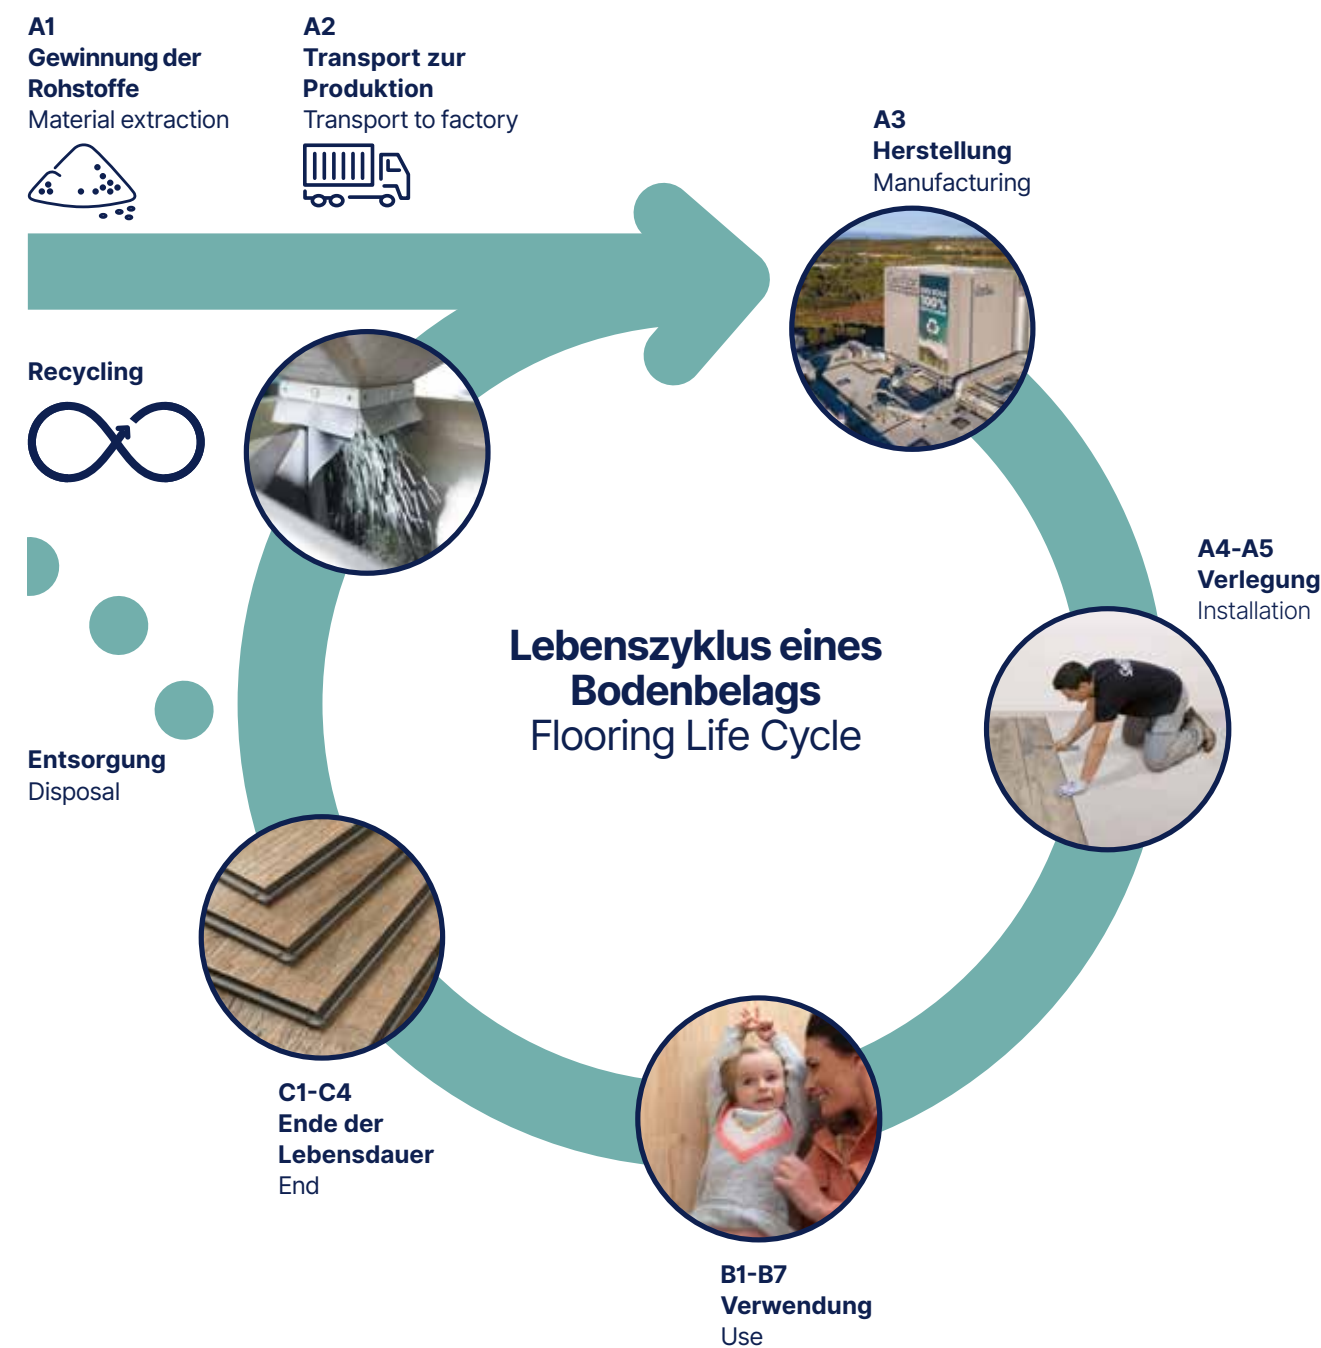 A1
Gewinnung der
Rohstoffe
Material extraction
A2
Transport zur
Produktion
Transport to factory
A3
Herstellung
Manufacturing
100%
Recycling
A4-A5
Verlegung
Installation
Lebenszyklus eines
Bodenbelags
Flooring Life Cycle
Entsorgung
Disposal
C1-C4
Ende der
Lebensdauer
End
B1-B7
Verwendung
Use